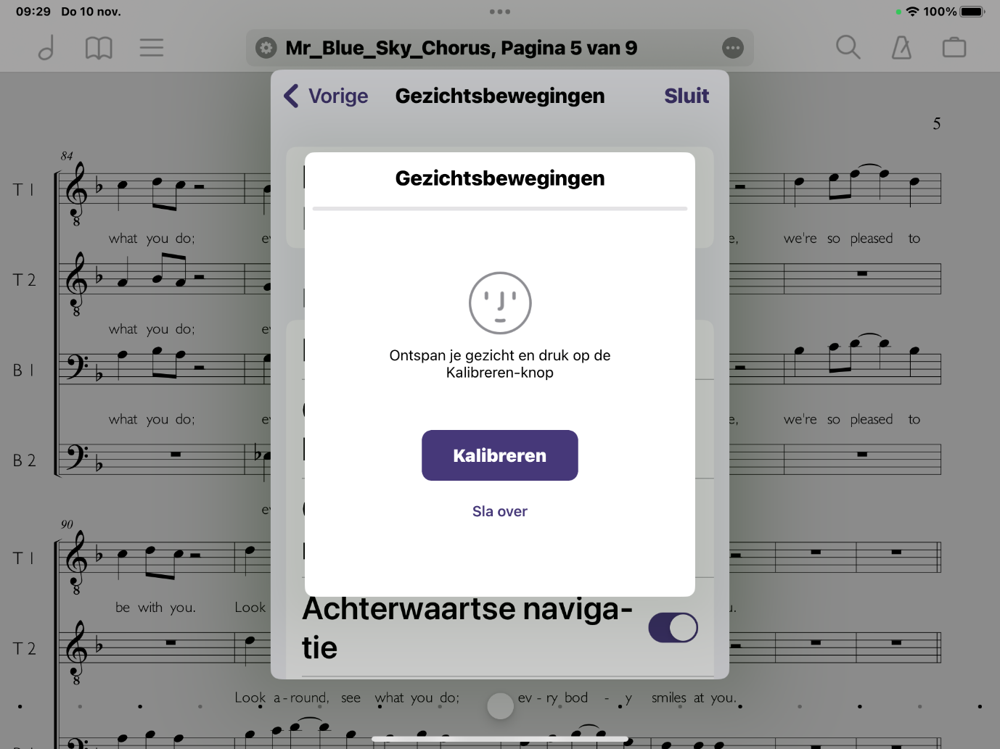 09:29 Do 10 nov.
100%
Mr_Blue_Sky_Chorus, Pagina 5 van 9
Vorige
Gezichtsbewegingen
Sluit
Gezichtsbewegingen
Ontspan je gezicht en druk op de
Kalibreren-knop
Kalibreren
Sla over
Achterwaartse naviga-
tie
5
84
T 1
what you do;
we're so pleased to
T 2
what you do;
B 1
what you do;
we're so pleased to
B 2
90
T 1
be with you. Look
T 2
Look a-round, see what you do; ev-ry bod - y smiles at you.